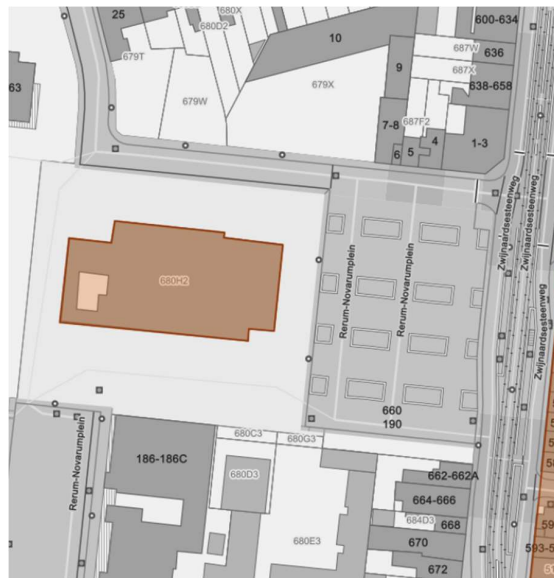 25
680X
680D2
600-634
10
636
687W
679T
9
687X
638-658
63
679W
679X
7-8
687F2
4
1-3
6
5
Zwijnaardsesteenweg
Zwijnaardsesteenweg
Rerum-Novarumplein
Rerum-Novarumplein
680H2
Zwijnaardsesteenweg
660
190
680C3
680G3
186-186C
662-662A
680D3
Rerum-Novarumplein
664-666
684D3
668
680E3
670
672